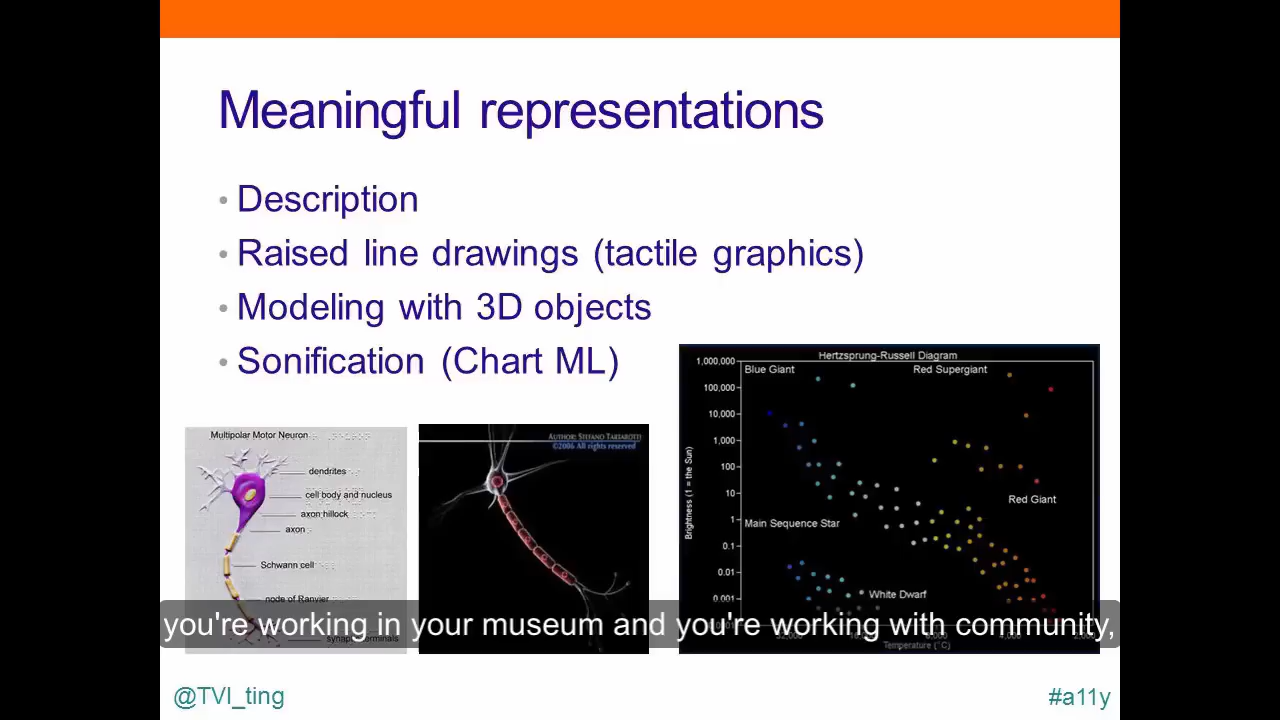 Meaningful representations
• Description
• Raised line drawings (tactile graphics)
• Modeling with 3D objects
• Sonification (Chart ML)
Multipolar Motor Neuron
dendrites
cell body and nucleus
axon hillock
axon
Schwann cell
node of Ranvier
synaptic terminals
AUTHOR: STEFANO TARTAROTTI
©2006 All rights reserved
Hertzsprung-Russell Diagram
Brightness (1 = the Sun)
1,000,000
100,000
10,000
1,000
100
10
1
0.1
0.01
0.001
Blue Giant
Red Supergiant
Red Giant
Main Sequence Star
White Dwarf
Temperature (°C)
you're working in your museum and you're working with community,
@TVI_ting
#a11y